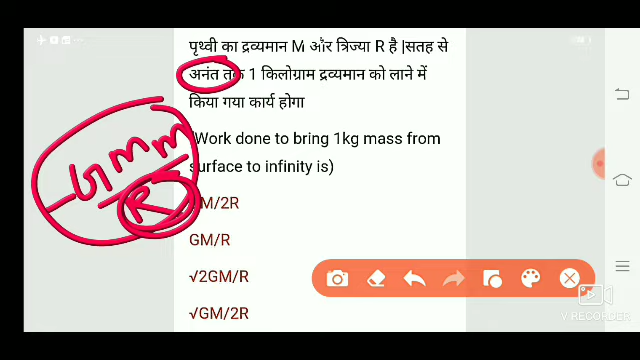 पृथ्वी का द्रव्यमान M और त्रिज्या R है |सतह से
अनंत तक 1 किलोग्राम द्रव्यमान को लाने में
किया गया कार्य होगा
Work done to bring 1kg mass from
surface to infinity is)
M/2R
GM/R
√2GM/R
√GM/2R
-GMm
R
V RECORDER